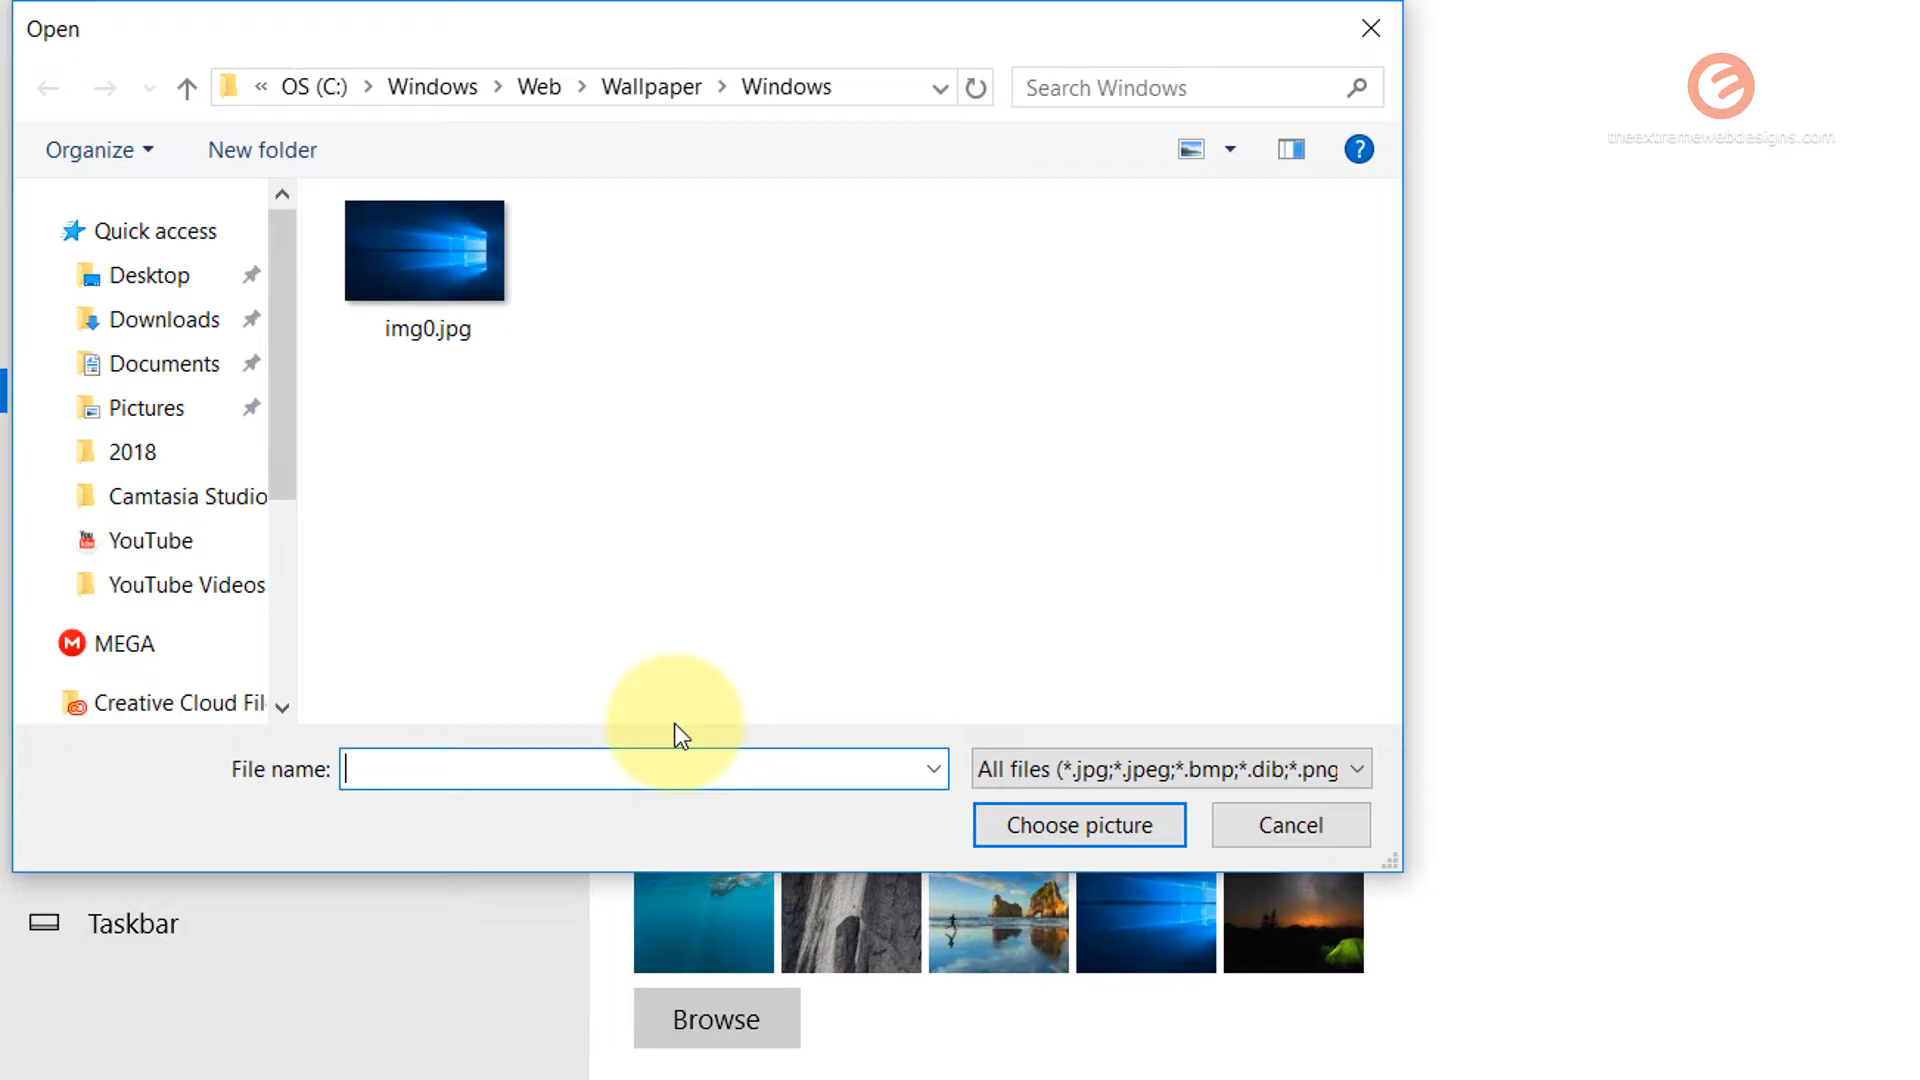 Open
« OS (C:) > Windows > Web > Wallpaper > Windows
Search Windows
Organize
New folder
?
Quick access
Desktop
Downloads
Documents
Pictures
2018
Camtasia Studio
YouTube
YouTube Videos
MEGA
Creative Cloud Fil
img0.jpg
File name:
All files (*.jpg;*.jpeg;*.bmp;*.dib;*.png
Choose picture
Cancel
Taskbar
Browse
theextremewebdesigns.com